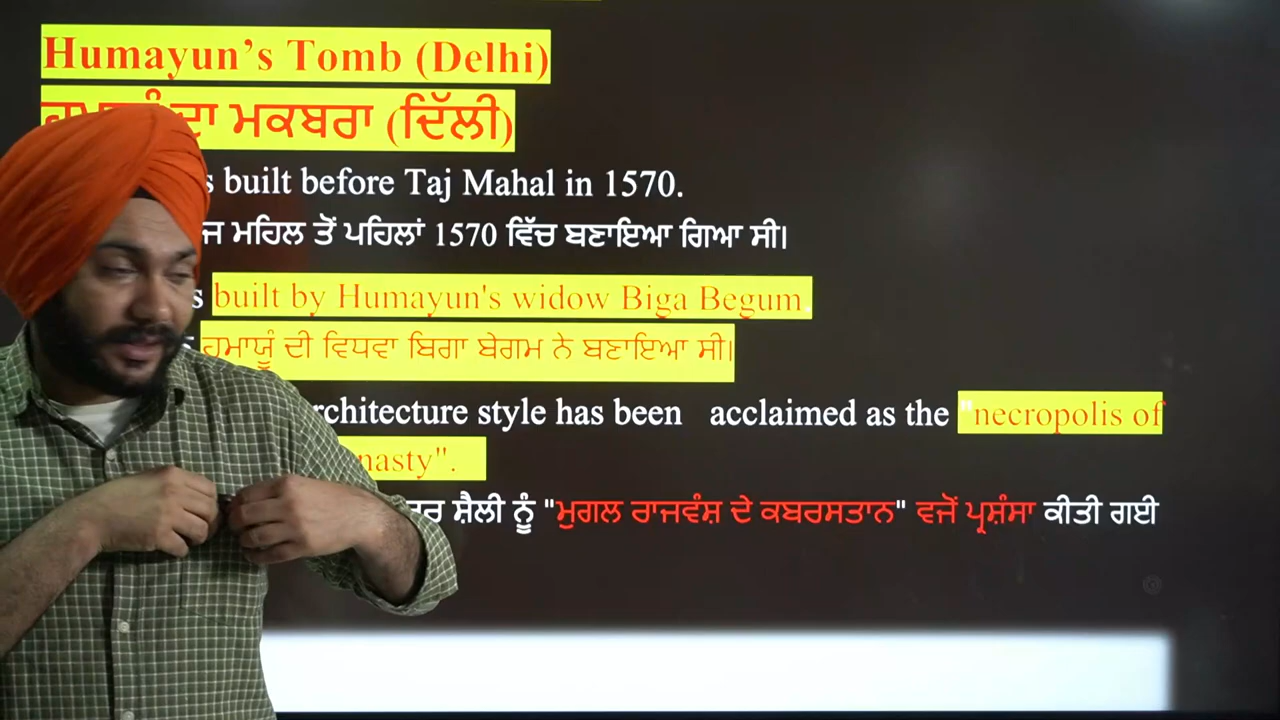 Humayun's Tomb (Delhi)
ਦਾ ਮਕਬਰਾ (ਦਿੱਲੀ)
built before Taj Mahal in 1570.
ਮਹਿਲ ਤੋਂ ਪਹਿਲਾਂ 1570 ਵਿੱਚ ਬਣਾਇਆ ਗਿਆ ਸੀ।
built by Humayun's widow Biga Begum.
ਹੁਮਾਯੂੰ ਦੀ ਵਿਧਵਾ ਬਿਗਾ ਬੇਗਮ ਨੇ ਬਣਾਇਆ ਸੀ।
rchitecture style has been acclaimed as the "necropolis of
nasty".
ਸ਼ੈਲੀ ਨੂੰ "ਮੁਗਲ ਰਾਜਵੰਸ਼ ਦੇ ਕਬਰਸਤਾਨ" ਵਜੋਂ ਪ੍ਰਸ਼ੰਸਾ ਕੀਤੀ ਗਈ